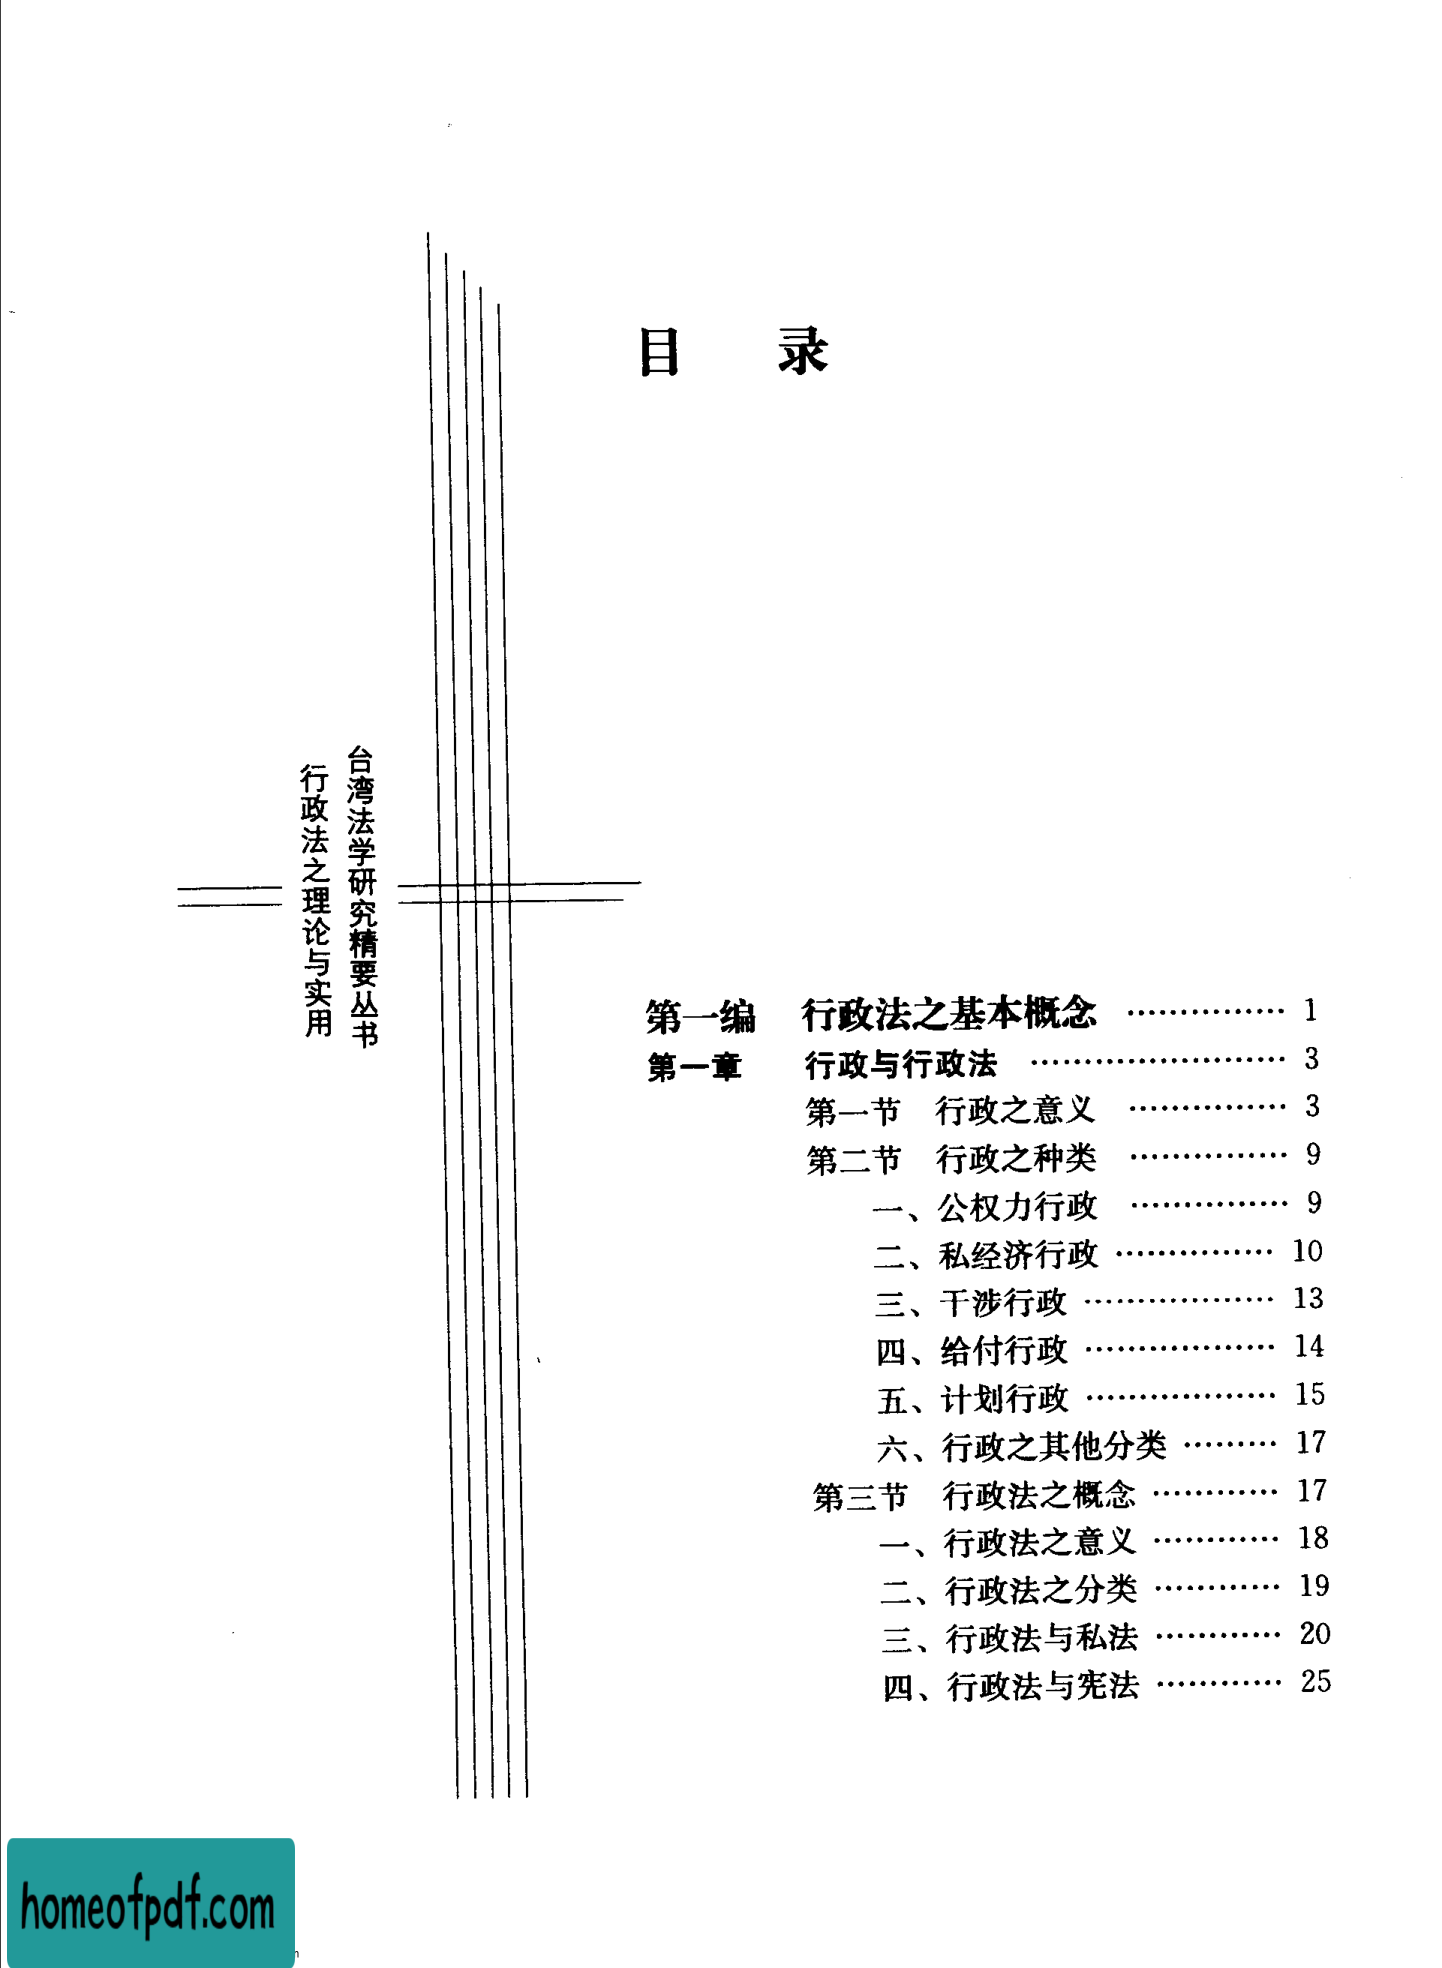 目 录
台湾法学研究精要丛书
行政法之理论与实用
第一编 行政法之基本概念 …………… 1
第一章 行政与行政法 …………………… 3
第一节 行政之意义 …………… 3
第二节 行政之种类 …………… 9
一、公权力行政 …………… 9
二、私经济行政 …………… 10
三、干涉行政 ……………… 13
四、给付行政 ……………… 14
五、计划行政 ……………… 15
六、行政之其他分类 ……… 17
第三节 行政法之概念 ………… 17
一、行政法之意义 ………… 18
二、行政法之分类 ………… 19
三、行政法与私法 ………… 20
四、行政法与宪法 ………… 25
homeofpdf.com